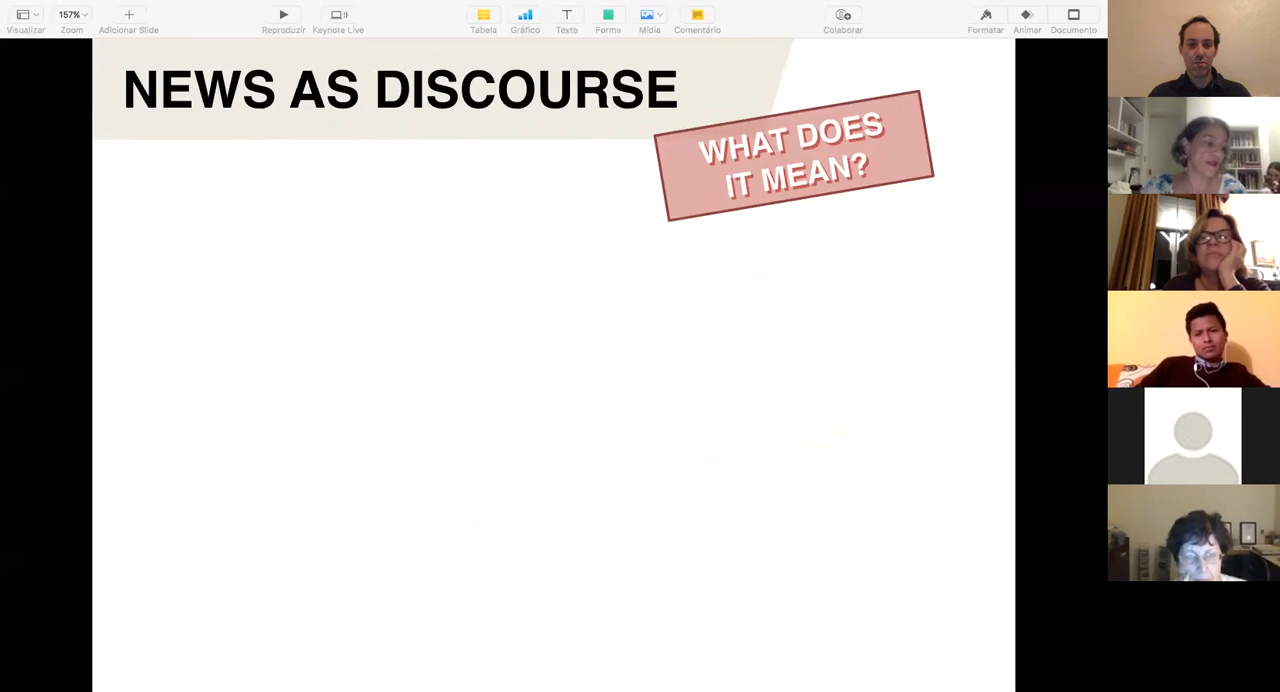 157%
Visualizar
Zoom
Adicionar Slide
Reproduzir
Keynote Live
Tabela
Gráfico
Texto
Forma
Mídia
Comentário
Colaborar
Formatar
Animar
Documento
NEWS AS DISCOURSE
WHAT DOES
IT MEAN?